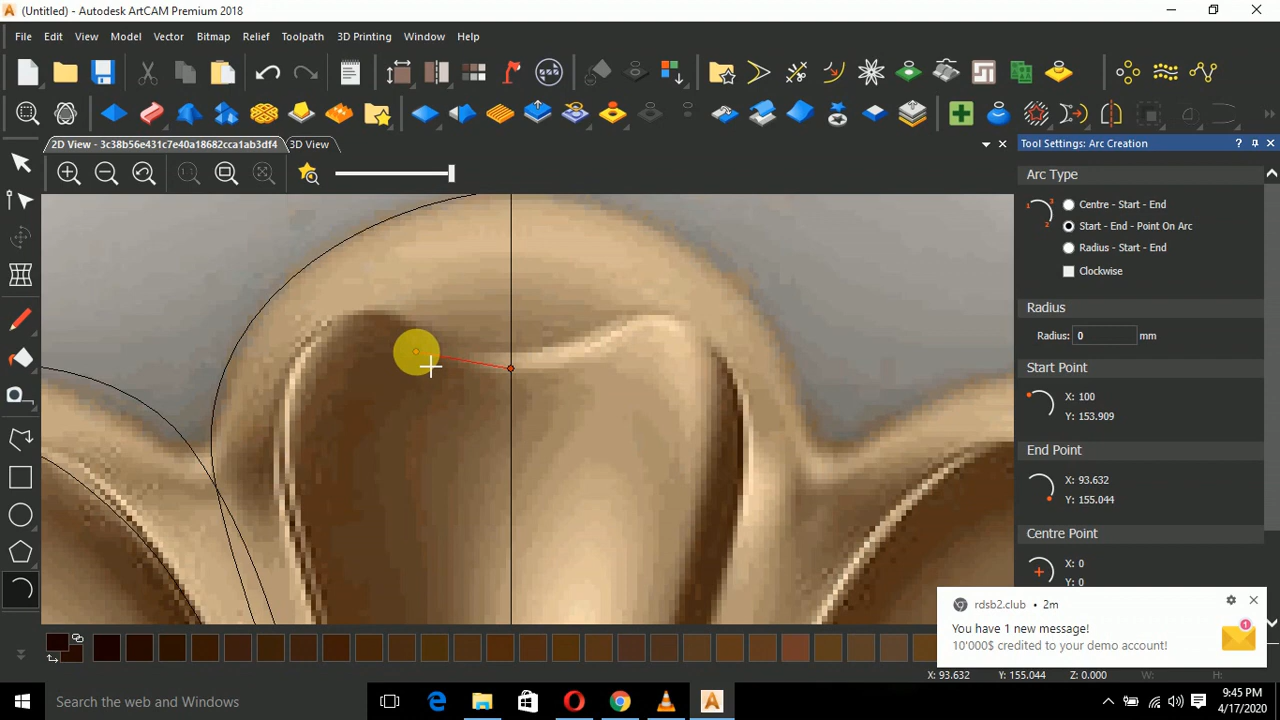 (Untitled) - Autodesk ArtCAM Premium 2018
File Edit View Model Vector Bitmap Relief Toolpath 3D Printing Window Help
2D View - 3c38b56e431c7e40a18682cca1ab3df4 3D View
Tool Settings: Arc Creation
Arc Type
Centre - Start - End
Start - End - Point On Arc
Radius - Start - End
Clockwise
Radius
Radius: 0 mm
Start Point
X: 100
Y: 153.909
End Point
X: 93.632
Y: 155.044
Centre Point
X: 0
Y: 0
rdsb2.club • 2m
You have 1 new message!
10'000$ credited to your demo account!
X: 93.632 Y: 155.044 Z: 0.000 W: H:
Search the web and Windows
9:45 PM
4/17/2020